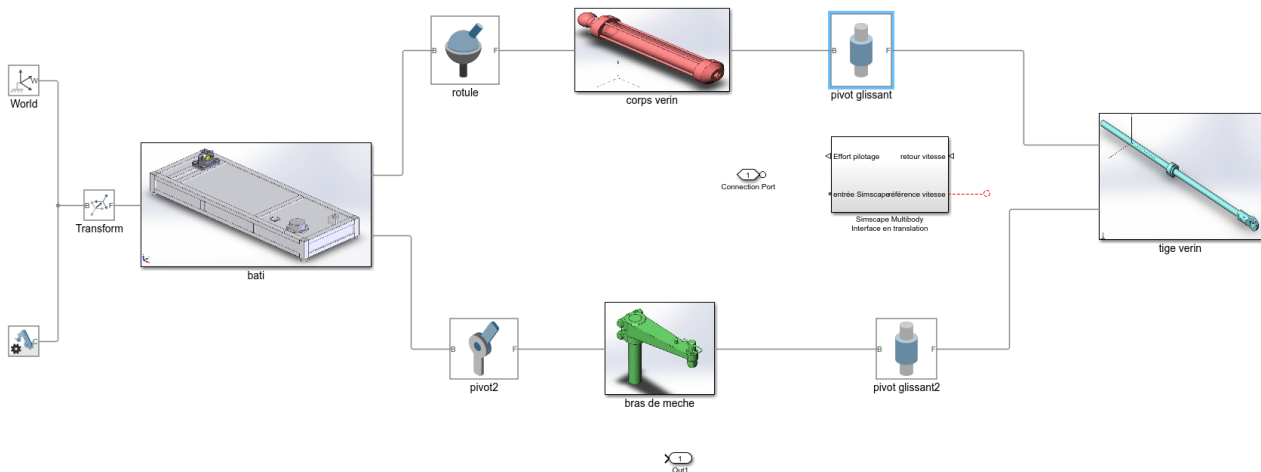 B
F
rotule
corps verin
B
F
pivot glissant
W
World
Effort pilotage
retour vitesse
entrée Simscape
référence vitesse
Simscape Multibody
Interface en translation
1
Connection Port
B
F
Transform
bati
tige verin
C
B
F
pivot2
bras de meche
B
F
pivot glissant2
1
Out1